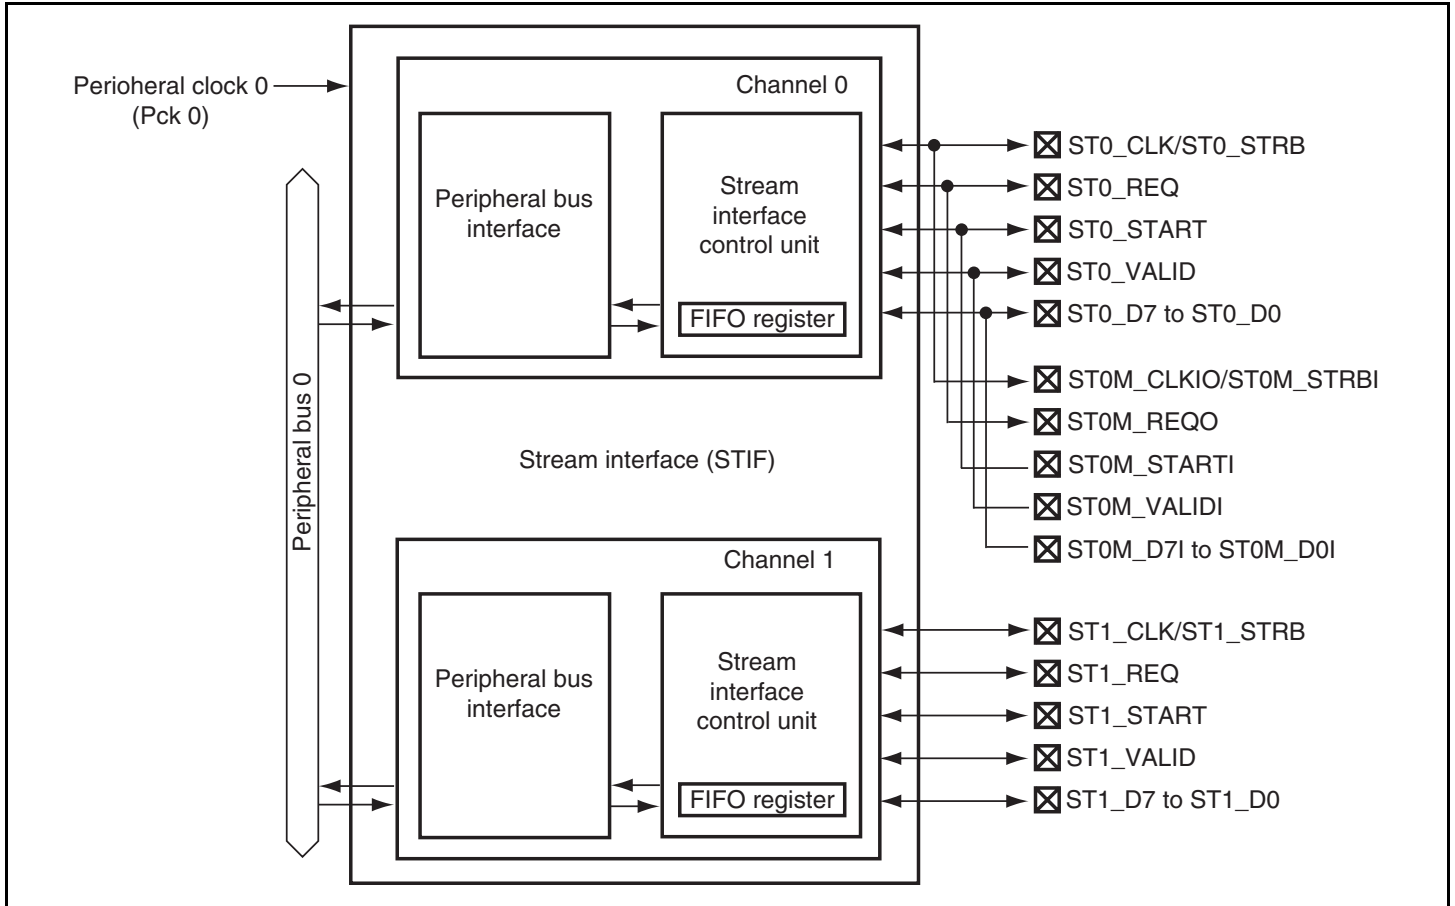 Perioheral clock 0
(Pck 0)
Channel 0
Peripheral bus
interface
Stream
interface
control unit
FIFO register
ST0_CLK/ST0_STRB
ST0_REQ
ST0_START
ST0_VALID
ST0_D7 to ST0_D0
ST0M_CLKIO/ST0M_STRBI
ST0M_REQO
ST0M_STARTI
ST0M_VALIDI
ST0M_D7I to ST0M_D0I
Peripheral bus 0
Stream interface (STIF)
Channel 1
Peripheral bus
interface
Stream
interface
control unit
FIFO register
ST1_CLK/ST1_STRB
ST1_REQ
ST1_START
ST1_VALID
ST1_D7 to ST1_D0